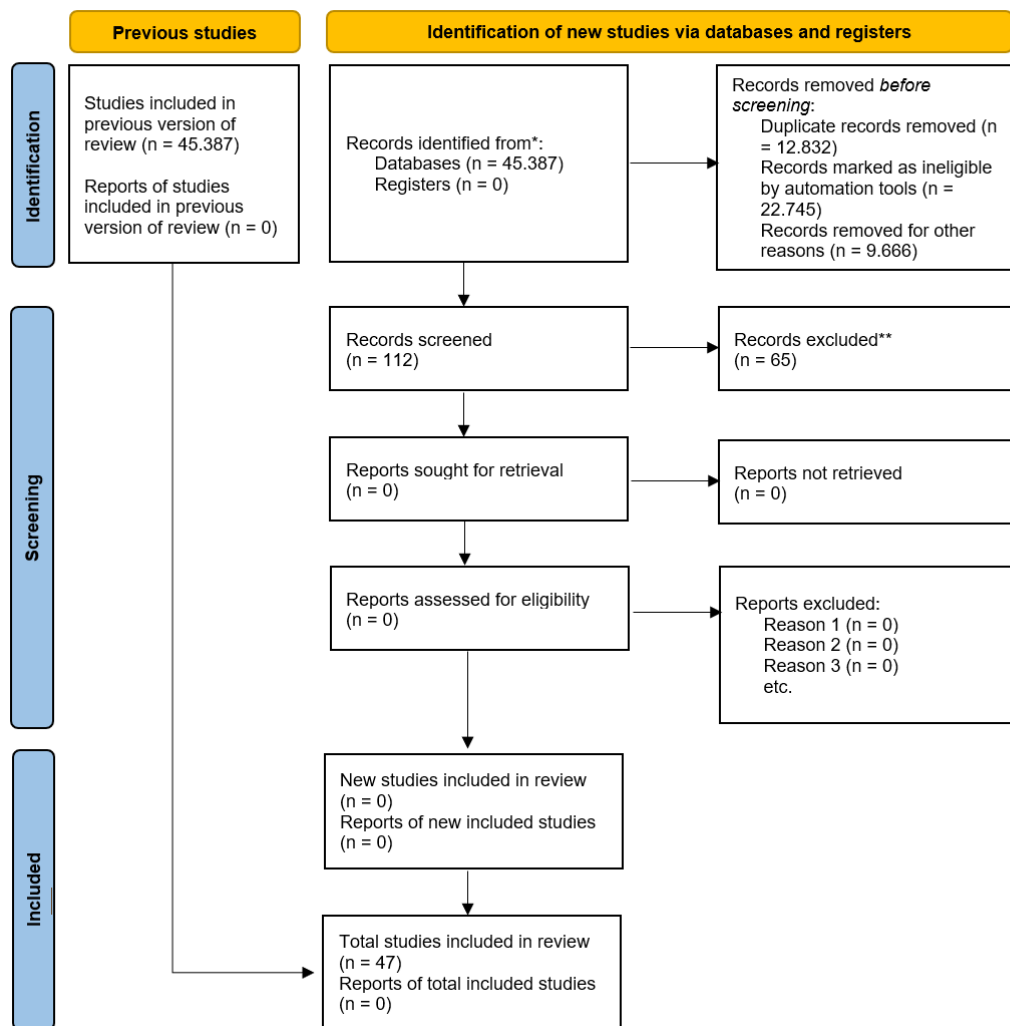 Previous studies
Identification of new studies via databases and registers
Identification
Studies included in
previous version of
review (n = 45.387)
Reports of studies
included in previous
version of review (n = 0)
Records identified from*:
Databases (n = 45.387)
Registers (n = 0)
Records removed before
screening:
Duplicate records removed (n
= 12.832)
Records marked as ineligible
by automation tools (n =
22.745)
Records removed for other
reasons (n = 9.666)
Screening
Records screened
(n = 112)
Records excluded**
(n = 65)
Reports sought for retrieval
(n = 0)
Reports not retrieved
(n = 0)
Reports assessed for eligibility
(n = 0)
Reports excluded:
Reason 1 (n = 0)
Reason 2 (n = 0)
Reason 3 (n = 0)
etc.
Included
New studies included in review
(n = 0)
Reports of new included studies
(n = 0)
Total studies included in review
(n = 47)
Reports of total included studies
(n = 0)